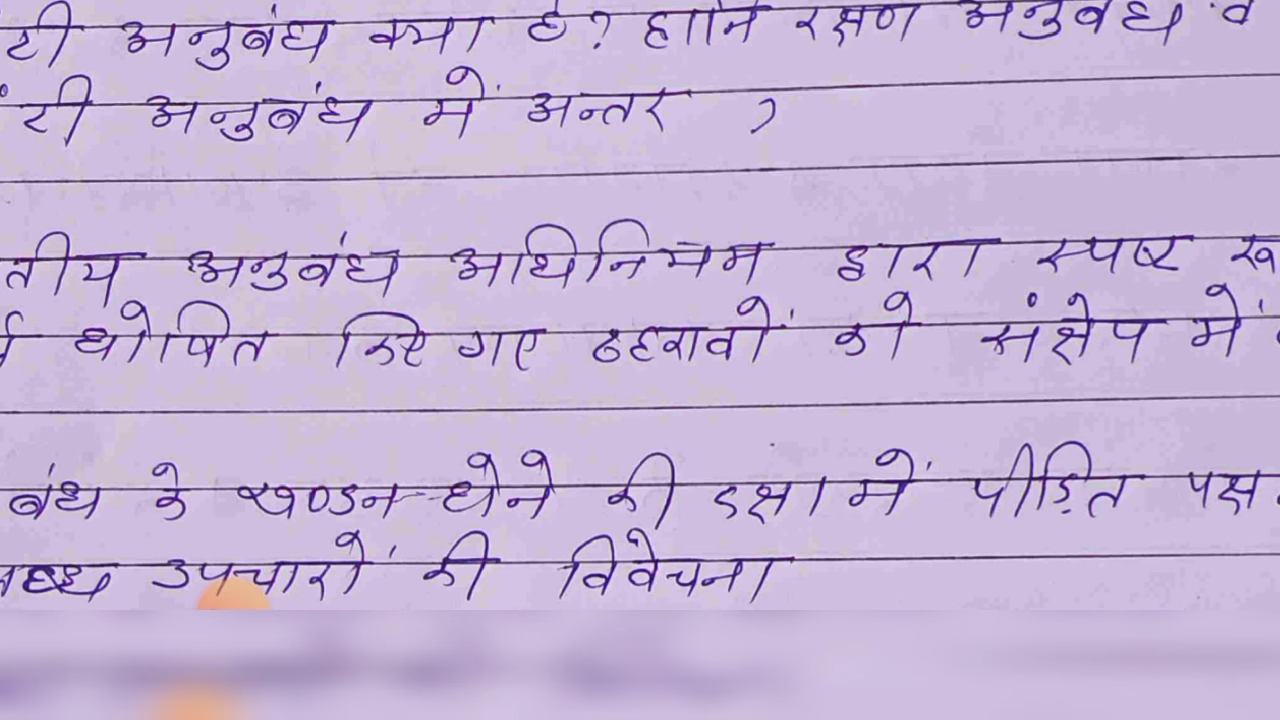 टी अनुबंध क्या है? हानि रक्षण अनुबंध व
ंटी अनुबंध में अन्तर ?
तीय अनुबंध अधिनियम द्वारा स्पष्ट रू
घोषित किए गए ठहरावों को संक्षेप में
बंध के खण्डन होने की दशा में पीड़ित पक्ष
उपचारों की विवेचना